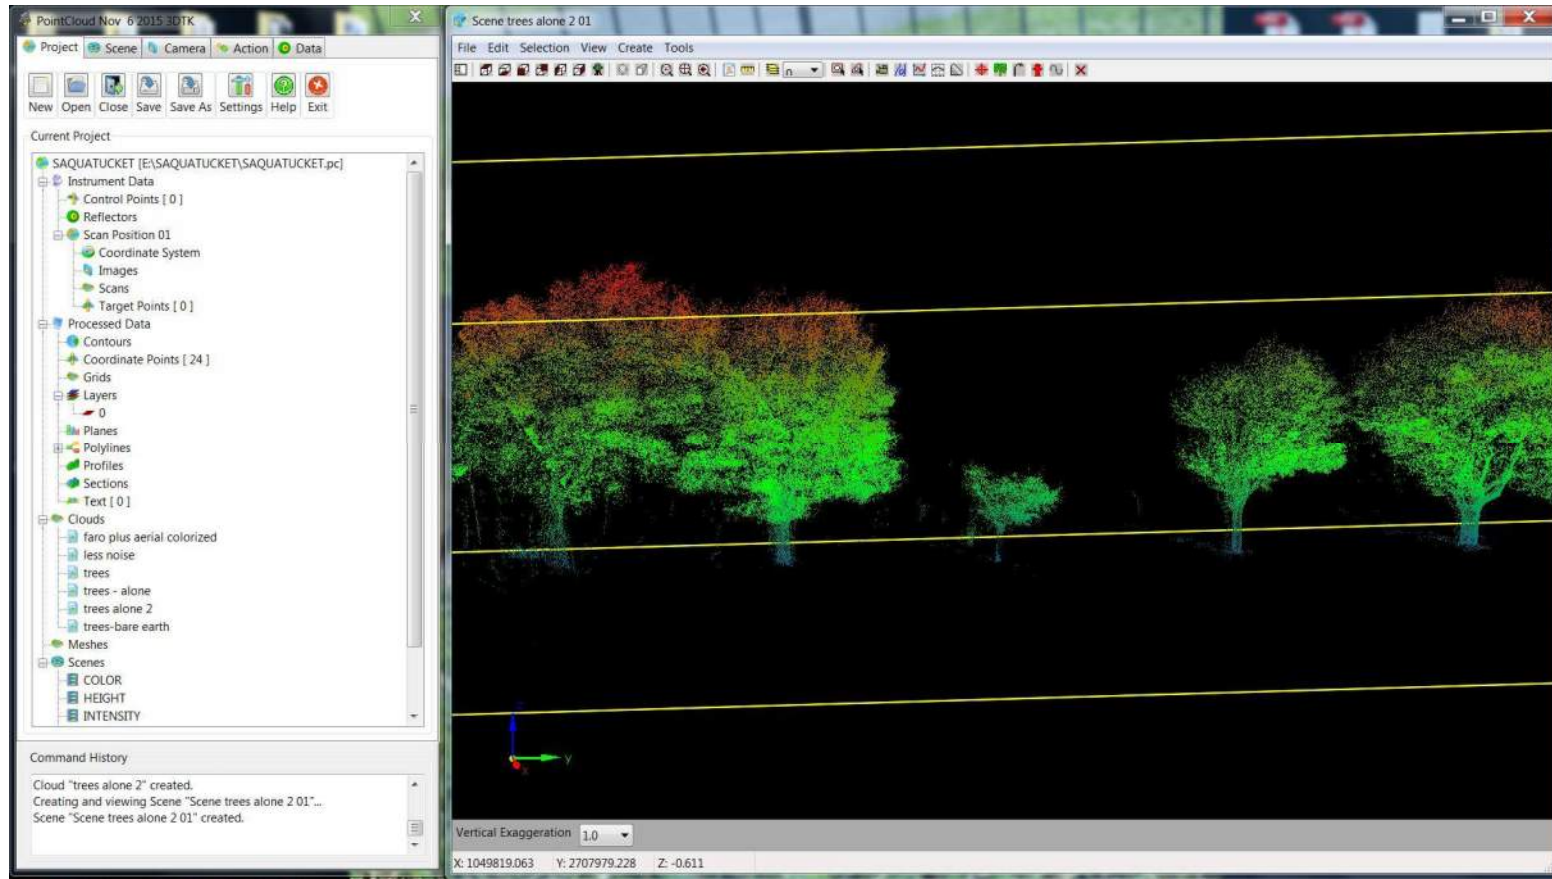 PointCloud Nov 6 2015 3DTK
Project Scene Camera Action Data
New Open Close Save Save As Settings Help Exit
Current Project
SAQUATUCKET [E:\SAQUATUCKET\SAQUATUCKET.pc]
Instrument Data
Control Points [ 0 ]
Reflectors
Scan Position 01
Coordinate System
Images
Scans
Target Points [ 0 ]
Processed Data
Contours
Coordinate Points [ 24 ]
Grids
Layers
0
Planes
Polylines
Profiles
Sections
Text [ 0 ]
Clouds
faro plus aerial colorized
less noise
trees
trees - alone
trees alone 2
trees-bare earth
Meshes
Scenes
COLOR
HEIGHT
INTENSITY
Command History
Cloud "trees alone 2" created.
Creating and viewing Scene "Scene trees alone 2 01"...
Scene "Scene trees alone 2 01" created.
Scene trees alone 2 01
File Edit Selection View Create Tools
n
Z
Y
X
Vertical Exaggeration 1.0
X: 1049819.063 Y: 2707979.228 Z: -0.611